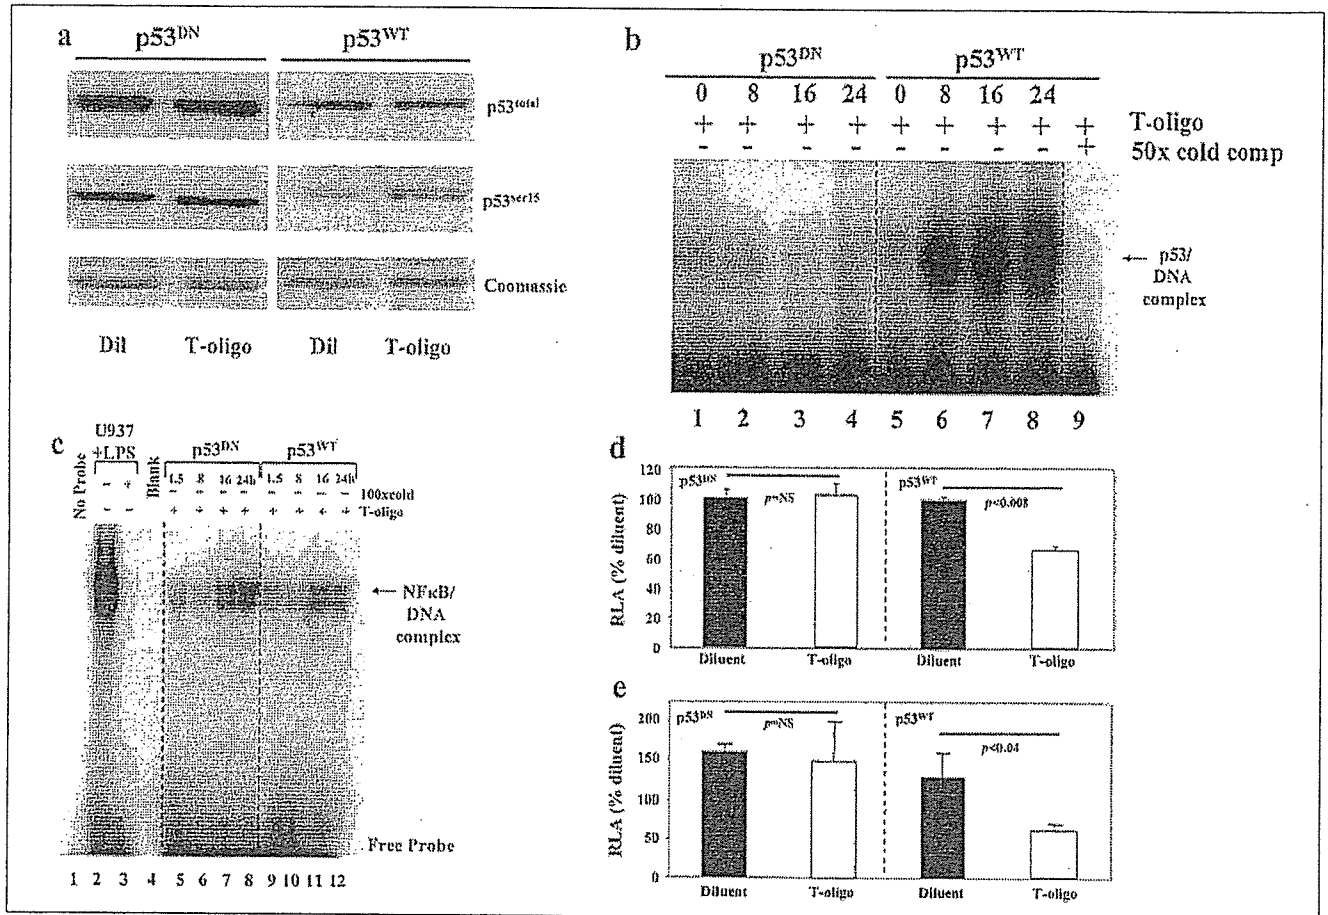 a
p53DN p53WT
p53total
p53ser15
Coomassie
Dil T-oligo Dil T-oligo
b
p53DN p53WT
0 8 16 24 0 8 16 24
+ + + + + + + + + T-oligo
- - - - - - - - + 50x cold comp
p53/
DNA
complex
1 2 3 4 5 6 7 8 9
c
No Probe
U937
+LPS
Blank
p53DN p53WT
1.5 8 16 24h 1.5 8 16 24h
- + - - - - - - - - 100xcold
- - + + + + + + + + T-oligo
NFκB/
DNA
complex
Free Probe
1 2 3 4 5 6 7 8 9 10 11 12
d
RLA (% diluent)
120
100
80
60
40
20
0
p53DN
p=NS
p53WT
p<0.008
Diluent T-oligo Diluent T-oligo
e
RLA (% diluent)
200
150
100
50
0
p53DN
p=NS
p53WT
p<0.04
Diluent T-oligo Diluent T-oligo